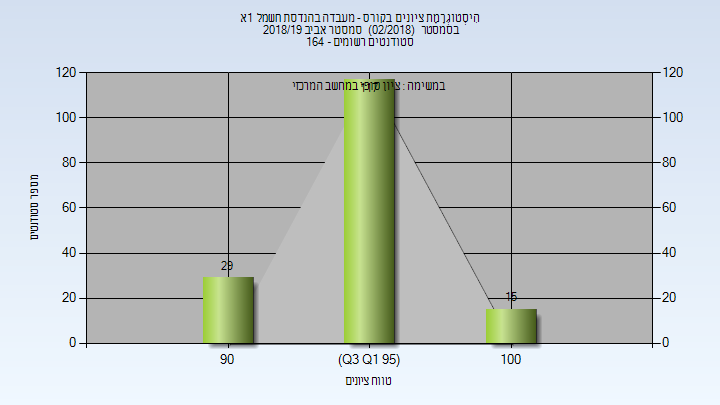 היסטוגרמת ציונים בקורס - מעבדה בהנדסת חשמל 1א
בסמסטר (02/2018) סמסטר אביב 2018/19
סטודנטים רשומים - 164
במשימה : ציון סופי במחשב המרכזי
120
100
80
60
40
20
0
120
100
80
60
40
20
0
מספר סטודנטים
29
117
15
90
(Q3 Q1 95)
100
טווח ציונים